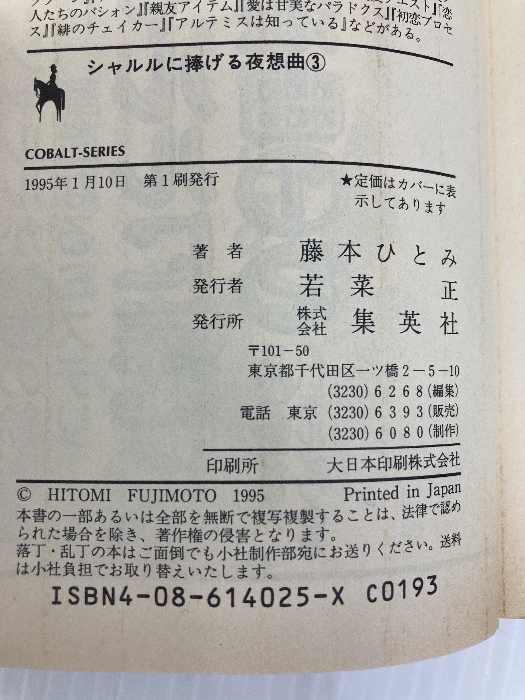 人たちのパション』『親友アイテム』『愛は甘美なパラドクス』『初恋プロセ
ス』『緋のチェイカー』『アルテミスは知っている』などがある。
シャルルに捧げる夜想曲③
COBALT-SERIES
1995年1月10日 第1刷発行
★定価はカバーに表
示してあります
著者 藤本ひとみ
発行者 若菜正
発行所 株式会社 集英社
〒101-50
東京都千代田区一ツ橋2-5-10
(3230) 6268 (編集)
電話 東京 (3230) 6393 (販売)
(3230) 6080 (制作)
印刷所 大日本印刷株式会社
© HITOMI FUJIMOTO 1995 Printed in Japan
本書の一部あるいは全部を無断で複写複製することは、法律で認め
られた場合を除き、著作権の侵害となります。
落丁・乱丁の本はご面倒でも小社制作部宛にお送りください。送料
は小社負担でお取り替えいたします。
ISBN4-08-614025-X C0193